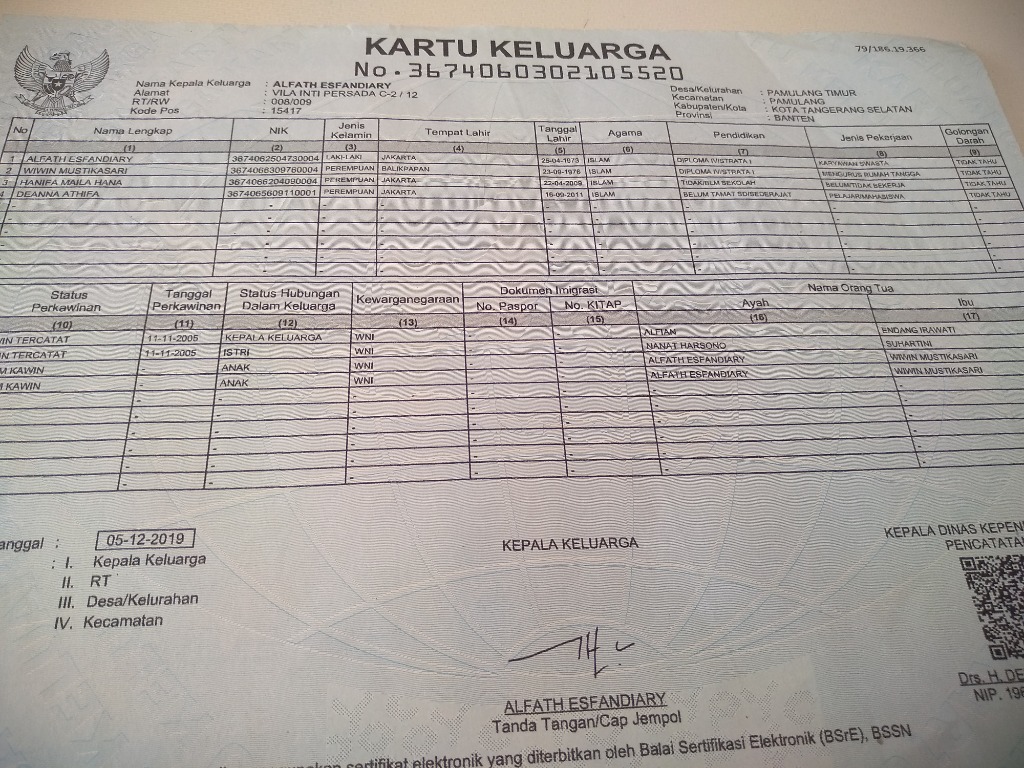 KARTU KELUARGA
79/186.19.366
No. 3674060302105520
Nama Kepala Keluarga : ALFATH ESFANDIARY
Alamat : VILA INTI PERSADA C-2 / 12
RT/RW : 008/009
Kode Pos : 15417
Desa/Kelurahan : PAMULANG TIMUR
Kecamatan : PAMULANG
Kabupaten/Kota : KOTA TANGERANG SELATAN
Provinsi : BANTEN
No Nama Lengkap NIK Jenis Kelamin Tempat Lahir Tanggal Lahir Agama Pendidikan Jenis Pekerjaan Golongan Darah
(1) (2) (3) (4) (5) (6) (7) (8) (9)
1 ALFATH ESFANDIARY 3674062504730004 LAKI-LAKI JAKARTA 25-04-1973 ISLAM DIPLOMA IV/STRATA I KARYAWAN SWASTA TIDAK TAHU
2 WIWIN MUSTIKASARI 3674066309760004 PEREMPUAN BALIKPAPAN 23-09-1976 ISLAM DIPLOMA IV/STRATA I MENGURUS RUMAH TANGGA TIDAK TAHU
3 HANIFA MAILA HANA 3674066204090004 PEREMPUAN JAKARTA 22-04-2009 ISLAM TIDAK/BLM SEKOLAH BELUM/TIDAK BEKERJA TIDAK TAHU
4 DEANNA ATHIFA 3674065609110001 PEREMPUAN JAKARTA 16-09-2011 ISLAM BELUM TAMAT SD/SEDERAJAT PELAJAR/MAHASISWA TIDAK TAHU
Status Perkawinan Tanggal Perkawinan Status Hubungan Dalam Keluarga Kewarganegaraan Dokumen Imigrasi Nama Orang Tua
No. Paspor No. KITAP Ayah Ibu
(10) (11) (12) (13) (14) (15) (16) (17)
IN TERCATAT 11-11-2005 KEPALA KELUARGA WNI - - ALFIAN ENDANG IRAWATI
N TERCATAT 11-11-2005 ISTRI WNI - - NANAT HARSONO SUHARTINI
M KAWIN - ANAK WNI - - ALFATH ESFANDIARY WIWIN MUSTIKASARI
KAWIN - ANAK WNI - - ALFATH ESFANDIARY WIWIN MUSTIKASARI
anggal : 05-12-2019
: I. Kepala Keluarga
II. RT
III. Desa/Kelurahan
IV. Kecamatan
KEPALA KELUARGA
ALFATH ESFANDIARY
Tanda Tangan/Cap Jempol
KEPALA DINAS KEPEN
PENCATATAN
Drs. H. DE
NIP. 196
sertifikat elektronik yang diterbitkan oleh Balai Sertifikasi Elektronik (BSrE), BSSN